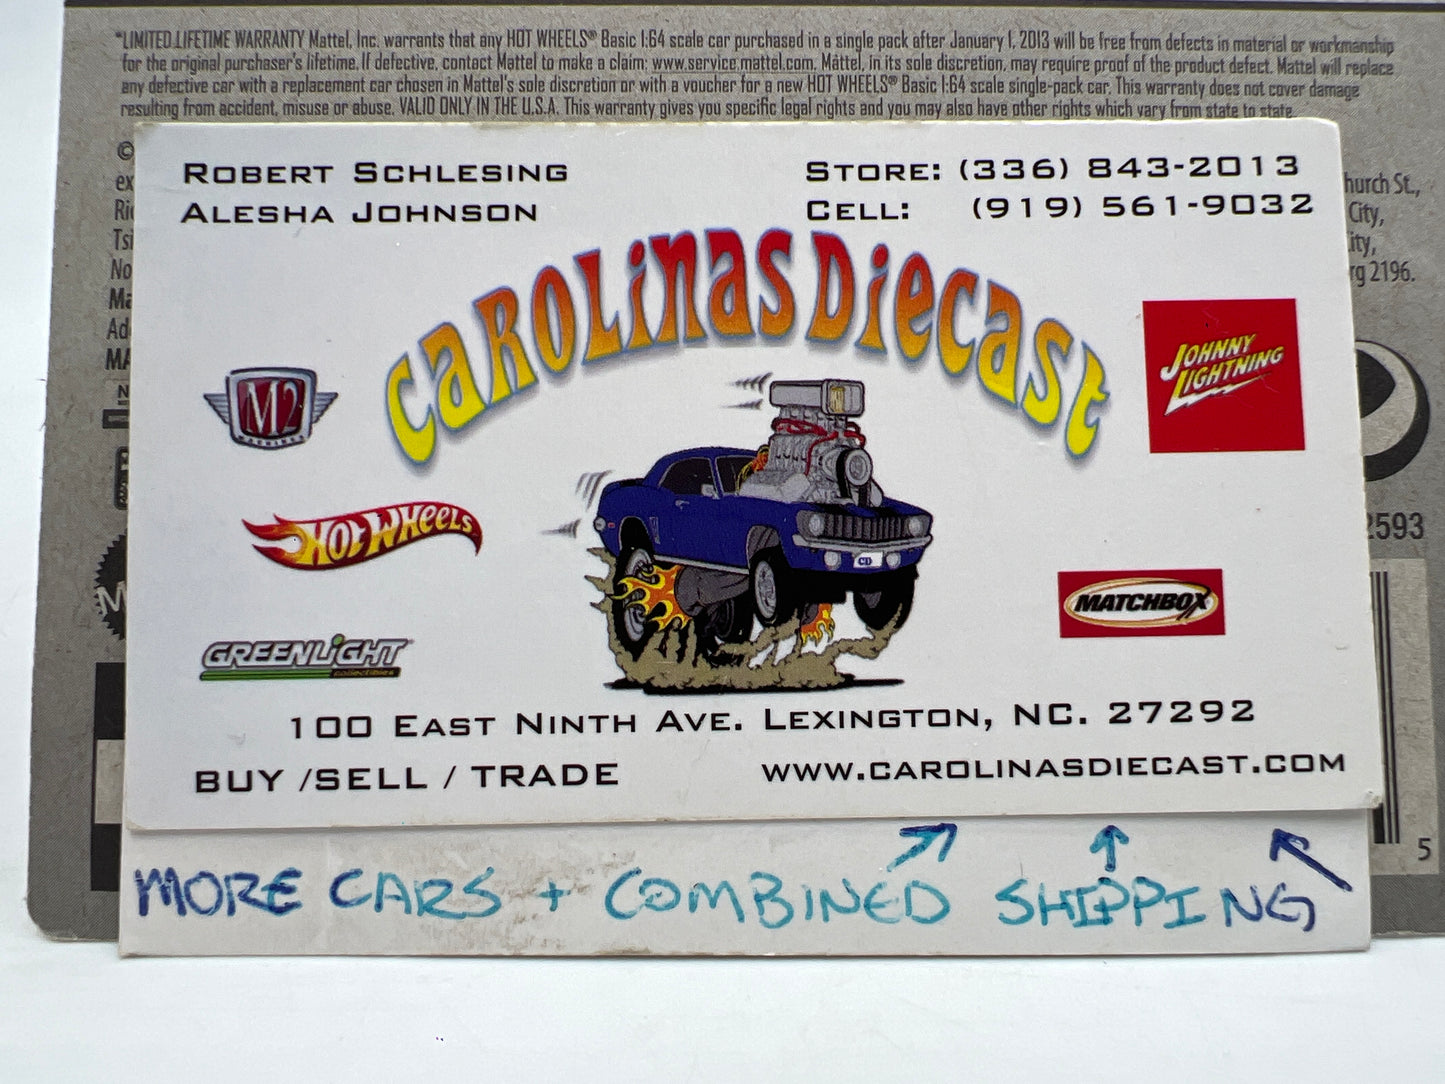 *LIMITED LIFETIME WARRANTY Mattel, Inc. warrants that any HOT WHEELS® Basic 1:64 scale car purchased in a single pack after January 1, 2013 will be free from defects in material or workmanship
for the original purchaser's lifetime. If defective, contact Mattel to make a claim: www.service.mattel.com. Mattel, in its sole discretion, may require proof of the product defect. Mattel will replace
any defective car with a replacement car chosen in Mattel's sole discretion or with a voucher for a new HOT WHEELS® Basic 1:64 scale single-pack car. This warranty does not cover damage
resulting from accident, misuse or abuse. VALID ONLY IN THE U.S.A. This warranty gives you specific legal rights and you may also have other rights which vary from state to state.
ROBERT SCHLESING
ALESHA JOHNSON
STORE: (336) 843-2013
CELL: (919) 561-9032
CAROLINAS DIECAST
M2
MACHINES
JOHNNY
LIGHTNING
HOT WHEELS
MATCHBOX
GREENLIGHT
collectibles
100 EAST NINTH AVE. LEXINGTON, NC. 27292
BUY /SELL / TRADE
WWW.CAROLINASDIECAST.COM
MORE CARS + COMBINED SHIPPING
City,
rg 2196.
2593
5